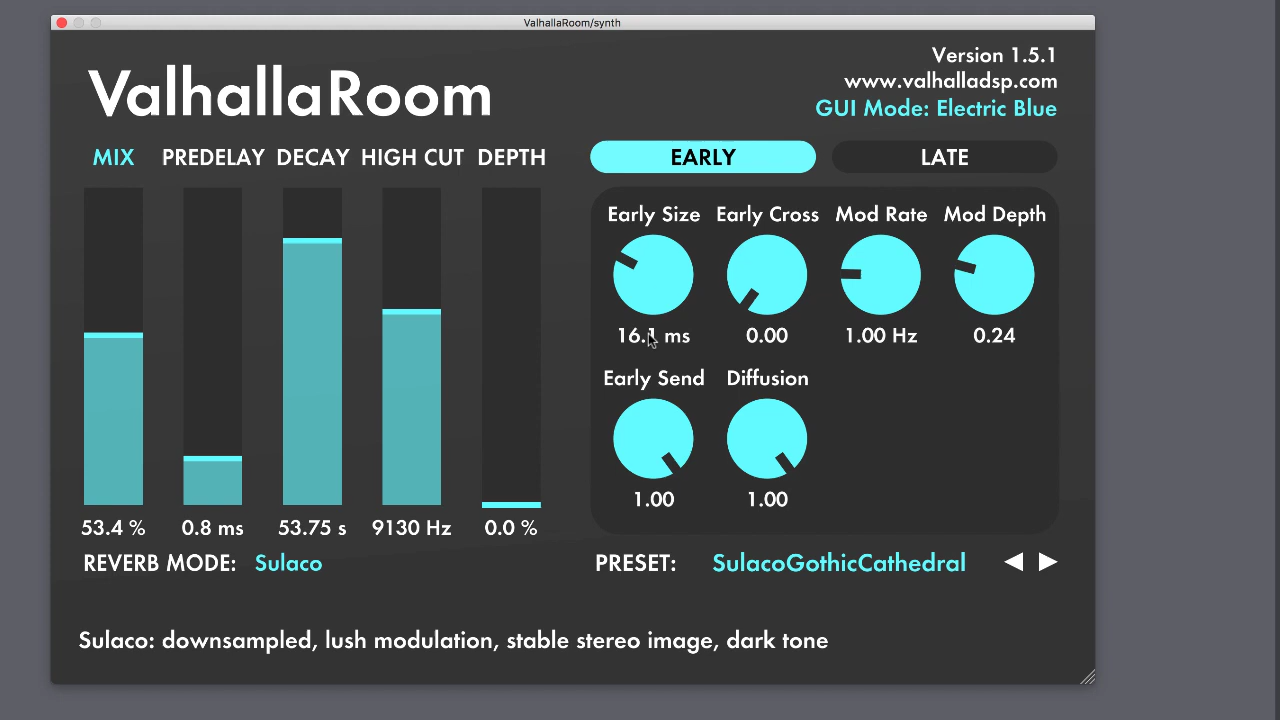 ValhallaRoom/synth
ValhallaRoom
Version 1.5.1
www.valhalladsp.com
GUI Mode: Electric Blue
MIX PREDELAY DECAY HIGH CUT DEPTH
EARLY LATE
Early Size Early Cross Mod Rate Mod Depth
16.1 ms 0.00 1.00 Hz 0.24
Early Send Diffusion
1.00 1.00
53.4 % 0.8 ms 53.75 s 9130 Hz 0.0 %
REVERB MODE: Sulaco
PRESET: SulacoGothicCathedral
Sulaco: downsampled, lush modulation, stable stereo image, dark tone